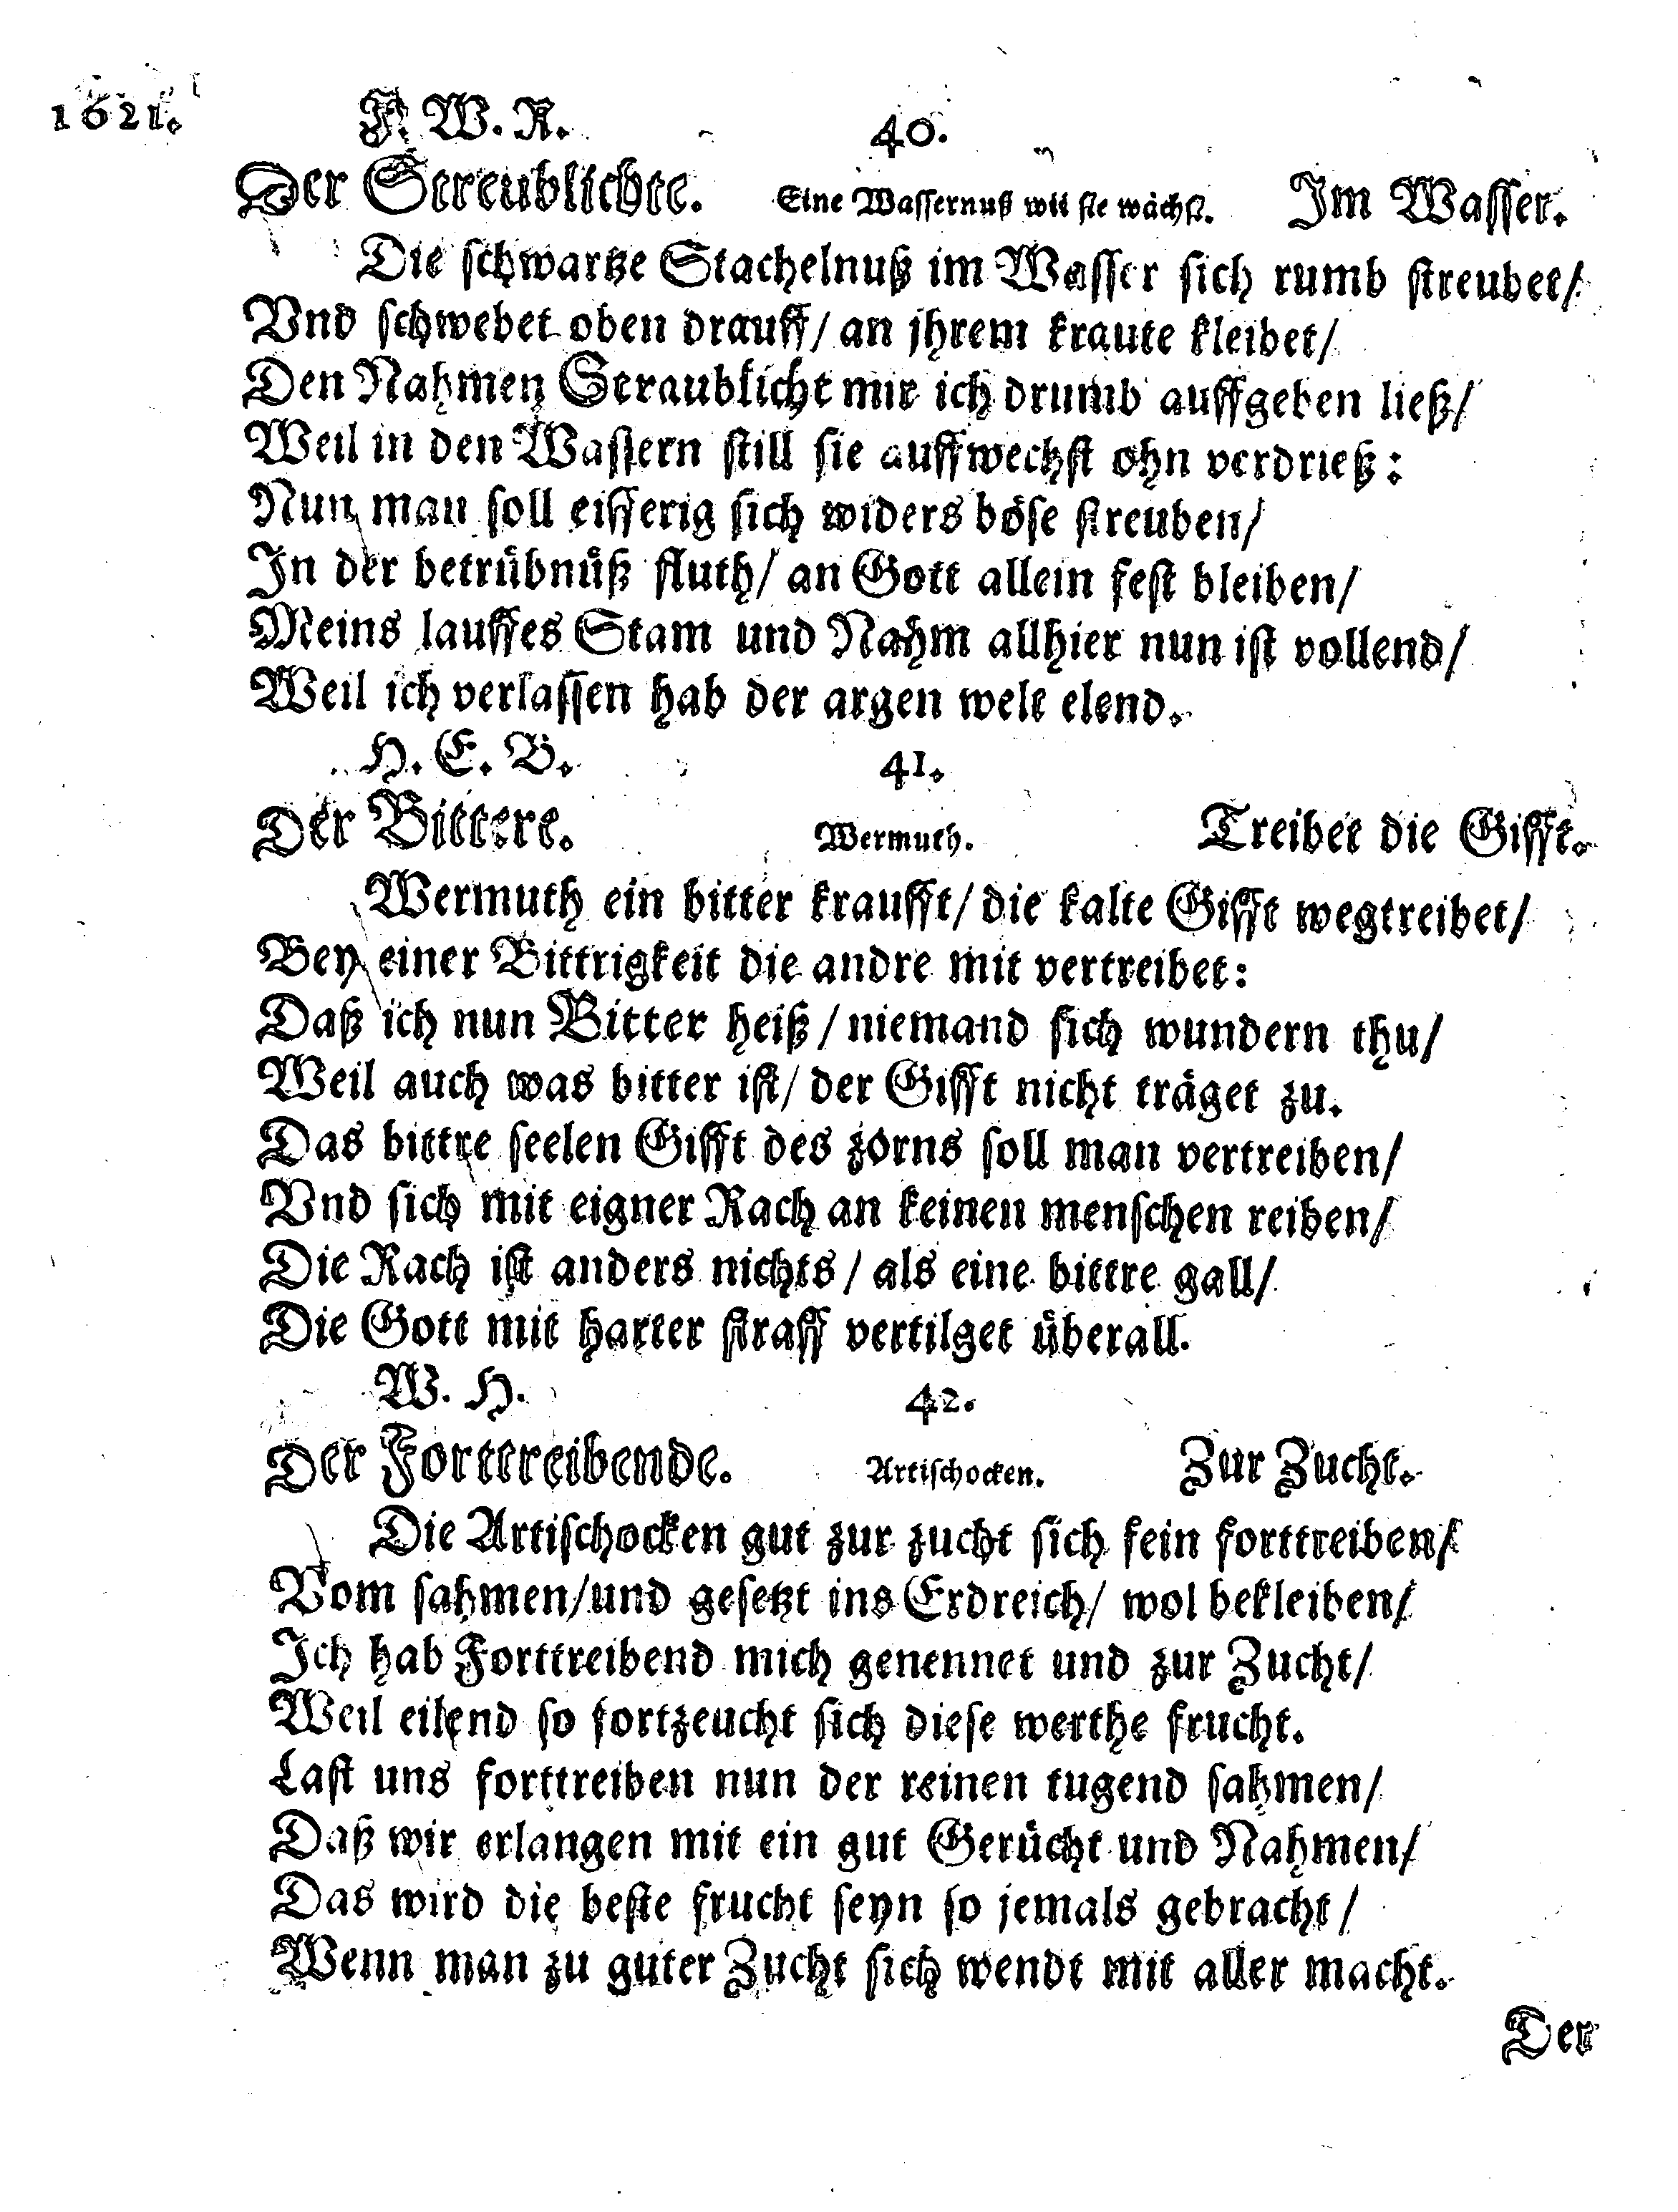 1621. F. W. R. 40.
Der Streublichte. Eine Wassernuß wie sie wächst. Im Wasser.
Die schwartze Stachelnuß im Wasser sich rumb streubet/
Vnd schwebet oben drauff/ an jhrem kraute kleibet/
Den Nahmen Straublicht mir ich drumb auffgeben ließ/
Weil in den Wassern still sie auffwechst ohn verdrieß:
Nun man soll eifferig sich widers böse streuben/
In der betrübnüß fluth/ an Gott allein fest bleiben/
Meins lauffes Stam und Nahm allhier nun ist vollend/
Weil ich verlassen hab der argen welt elend.
H. E. V. 41.
Der Bittere. Wermuth. Treibet die Gifft.
Wermuth ein bitter kraufft/ die kalte Gifft wegtreibet/
Bey einer Bittrigkeit die andre mit vertreibet:
Daß ich nun Bitter heiß/ niemand sich wundern thu/
Weil auch was bitter ist/ der Gifft nicht träget zu.
Das bittre seelen Gifft des zorns soll man vertreiben/
Vnd sich mit eigner Rach an keinen menschen reiben/
Die Rach ist anders nichts/ als eine bittre gall/
Die Gott mit harter straff vertilget überall.
W. H. 42.
Der Forttreibende. Artischocken. Zur Zucht.
Die Artischocken gut zur zucht sich fein forttreiben/
Vom sahmen/ und gesetzt ins Erdreich/ wol bekleiben/
Ich hab Forttreibend mich genennet und zur Zucht/
Weil eilend so fortzeucht sich diese werthe frucht.
Last uns forttreiben nun der reinen tugend sahmen/
Daß wir erlangen mit ein gut Gerücht und Nahmen/
Das wird die beste frucht seyn so jemals gebracht/
Wenn man zu guter Zucht sich wendt mit aller macht.
Der